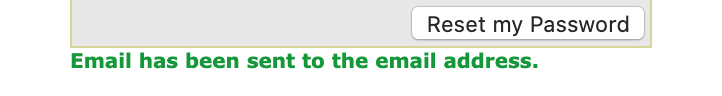 Reset my Password
Email has been sent to the email address.